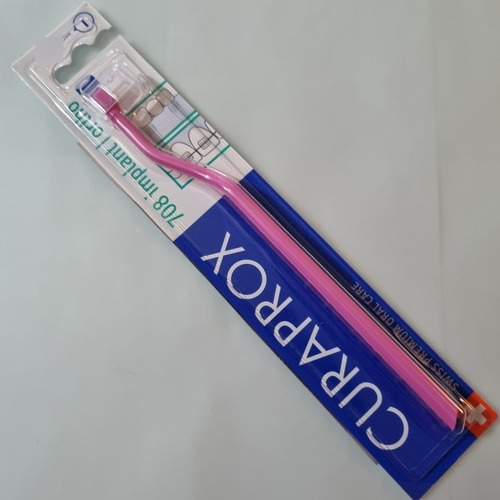 CURAPROX
SWISS PREMIUM ORAL CARE
708 implant | ortho